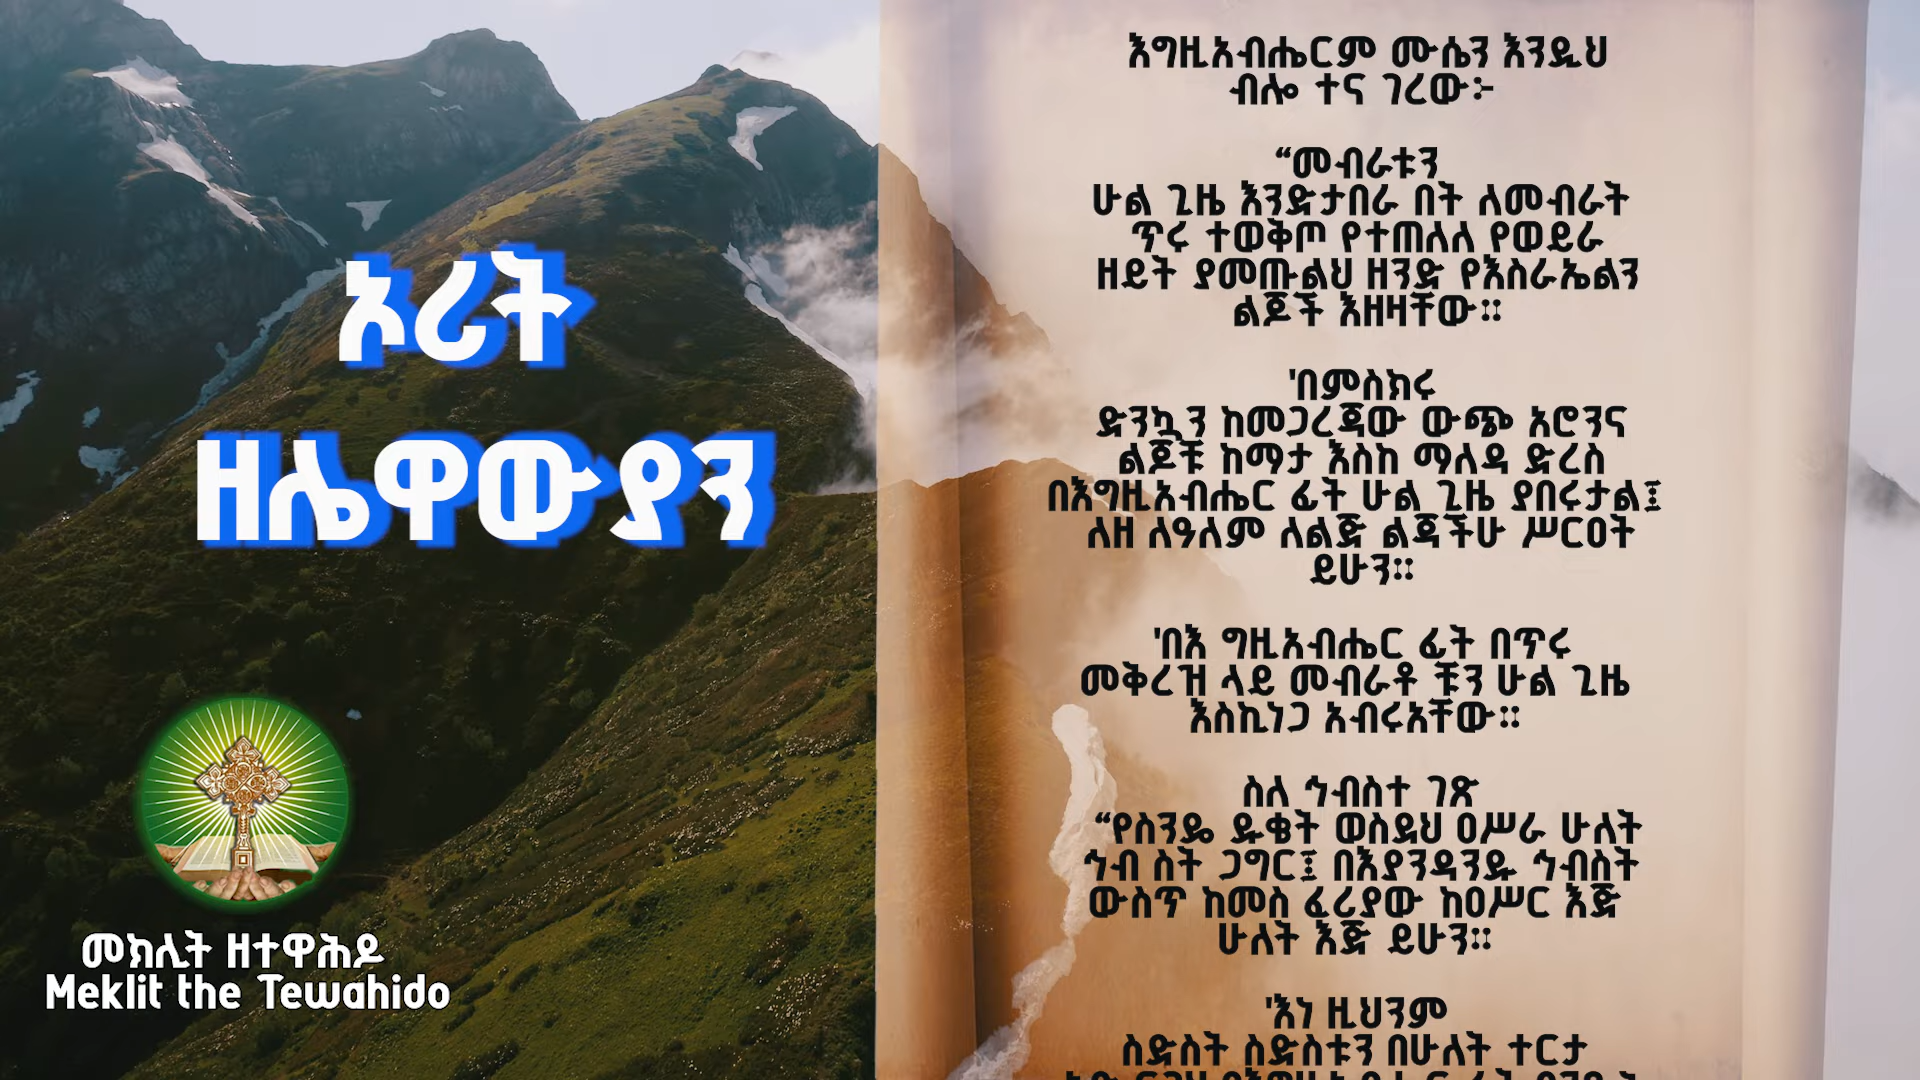 ኦሪት
ዘሌዋውያን
መክሊት ዘተዋሕዶ
Meklit the Tewahido
እግዚአብሔርም ሙሴን እንዲህ
ብሎ ተና ገረው፦
“መብራቱን
ሁል ጊዜ እንድታበራ በት ለመብራት
ጥሩ ተወቅጦ የተጠለለ የወይራ
ዘይት ያመጡልህ ዘንድ የእስራኤልን
ልጆች እዘዛቸው።
'በምስክሩ
ድንኳን ከመጋረጃው ውጭ አሮንና
ልጆቹ ከማታ እስከ ማለዳ ድረስ
በእግዚአብሔር ፊት ሁል ጊዜ ያበሩታል፤
ለዘ ለዓለም ለልጅ ልጃችሁ ሥርዐት
ይሁን።
'በእ ግዚአብሔር ፊት በጥሩ
መቅረዝ ላይ መብራቶ ቹን ሁል ጊዜ
እስኪነጋ አብሩአቸው።
ስለ ኅብስተ ገጽ
“የስንዴ ዱቄት ወስደህ ዐሥራ ሁለት
ኅብ ስት ጋግር፤ በእያንዳንዱ ኅብስት
ውስጥ ከመስ ፈሪያው ከዐሥር እጅ
ሁለት እጅ ይሁን።
'እነ ዚህንም
ስድስት ስድስቱን በሁለት ተርታ